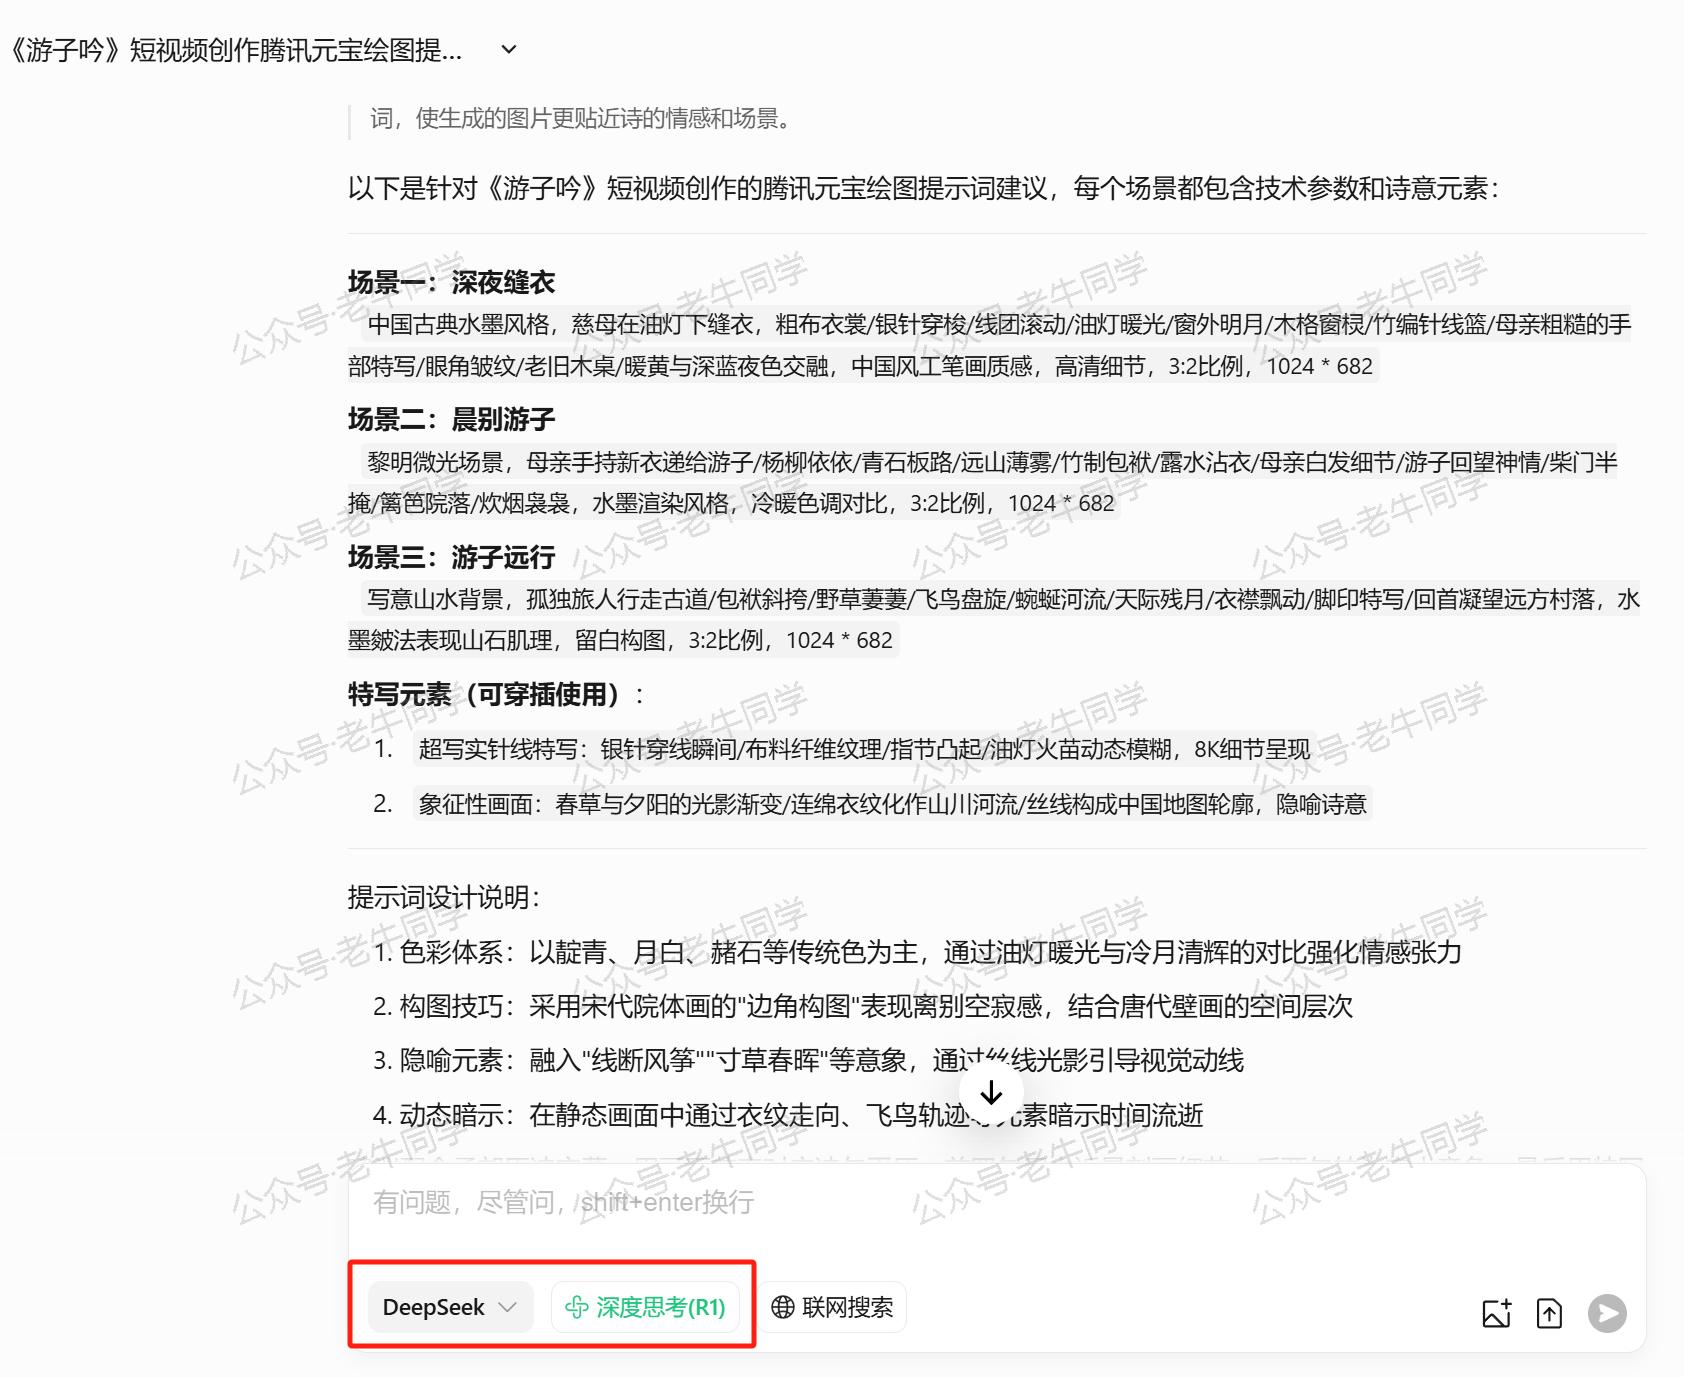 《游子吟》短视频创作腾讯元宝绘图提...
词，使生成的图片更贴近诗的情感和场景。
以下是针对《游子吟》短视频创作的腾讯元宝绘图提示词建议，每个场景都包含技术参数和诗意元素：
场景一：深夜缝衣
中国古典水墨风格，慈母在油灯下缝衣，粗布衣裳/银针穿梭/线团滚动/油灯暖光/窗外明月/木格窗棂/竹编针线篮/母亲粗糙的手
部特写/眼角皱纹/老旧木桌/暖黄与深蓝夜色交融，中国风工笔画质感，高清细节，3:2比例，1024 * 682
场景二：晨别游子
黎明微光场景，母亲手持新衣递给游子/杨柳依依/青石板路/远山薄雾/竹制包袱/露水沾衣/母亲白发细节/游子回望神情/柴门半
掩/篱笆院落/炊烟袅袅，水墨渲染风格，冷暖色调对比，3:2比例，1024 * 682
场景三：游子远行
写意山水背景，孤独旅人行走古道/包袱斜挎/野草萋萋/飞鸟盘旋/蜿蜒河流/天际残月/衣襟飘动/脚印特写/回首凝望远方村落，水
墨皴法表现山石肌理，留白构图，3:2比例，1024 * 682
特写元素（可穿插使用）：
1. 超写实针线特写：银针穿线瞬间/布料纤维纹理/指节凸起/油灯火苗动态模糊，8K细节呈现
2. 象征性画面：春草与夕阳的光影渐变/连绵衣纹化作山川河流/丝线构成中国地图轮廓，隐喻诗意
提示词设计说明：
1. 色彩体系：以靛青、月白、赭石等传统色为主，通过油灯暖光与冷月清辉的对比强化情感张力
2. 构图技巧：采用宋代院体画的"边角构图"表现离别空寂感，结合唐代壁画的空间层次
3. 隐喻元素：融入"线断风筝""寸草春晖"等意象，通过丝线光影引导视觉动线
4. 动态暗示：在静态画面中通过衣纹走向、飞鸟轨迹等元素暗示时间流逝
有问题，尽管问，shift+enter换行
DeepSeek 深度思考(R1) 联网搜索
公众号·老牛同学